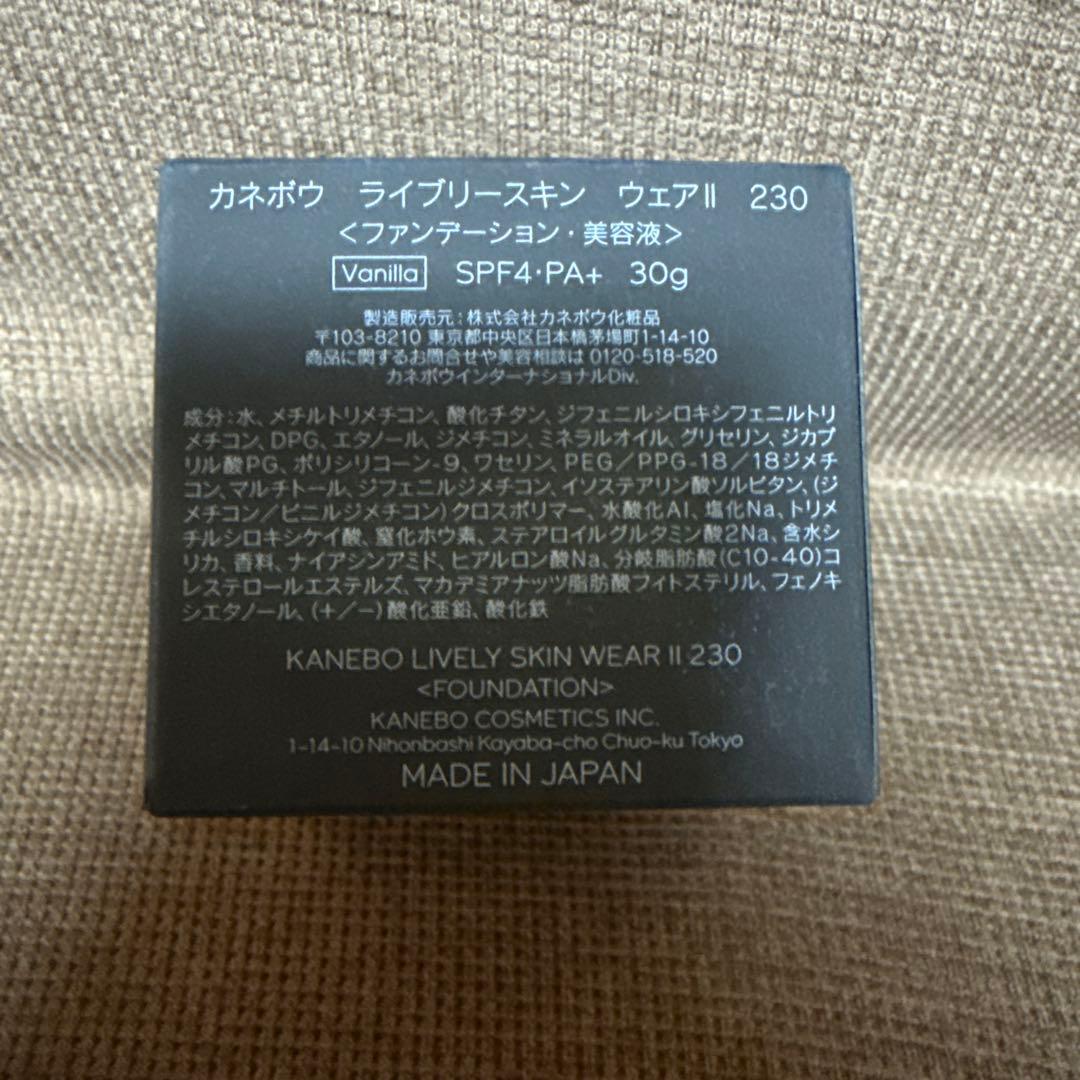 カネボウ ライブリースキン ウェアⅡ 230
<ファンデーション・美容液>
Vanilla SPF4・PA+ 30g
製造販売元：株式会社カネボウ化粧品
〒103-8210 東京都中央区日本橋茅場町1-14-10
商品に関するお問合せや美容相談は 0120-518-520
カネボウインターナショナルDiv.
成分：水、メチルトリメチコン、酸化チタン、ジフェニルシロキシフェニルトリ
メチコン、DPG、エタノール、ジメチコン、ミネラルオイル、グリセリン、ジカプ
リル酸PG、ポリシリコーン-9、ワセリン、PEG／PPG-18／18ジメチ
コン、マルチトール、ジフェニルジメチコン、イソステアリン酸ソルビタン、(ジ
メチコン／ビニルジメチコン)クロスポリマー、水酸化Al、塩化Na、トリメ
チルシロキシケイ酸、窒化ホウ素、ステアロイルグルタミン酸2Na、含水シ
リカ、香料、ナイアシンアミド、ヒアルロン酸Na、分岐脂肪酸(C10-40)コ
レステロールエステルズ、マカデミアナッツ脂肪酸フィトステリル、フェノキ
シエタノール、(+／-)酸化亜鉛、酸化鉄
KANEBO LIVELY SKIN WEAR II 230
<FOUNDATION>
KANEBO COSMETICS INC.
1-14-10 Nihonbashi Kayaba-cho Chuo-ku Tokyo
MADE IN JAPAN